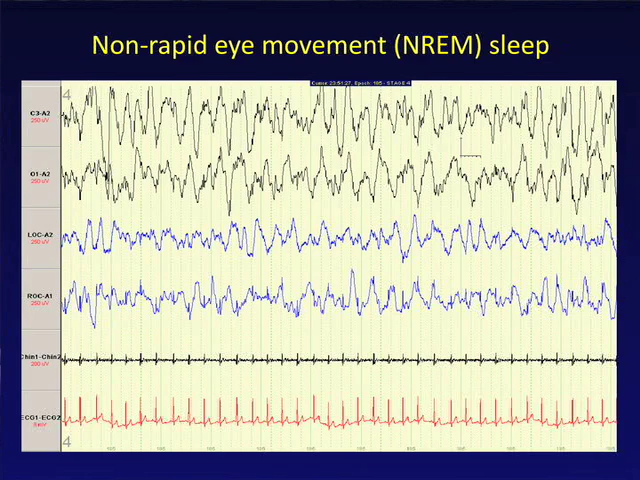 Non-rapid eye movement (NREM) sleep
4
C3-A2
250 uV
O1-A2
250 uV
LOC-A2
250 uV
ROC-A1
250 uV
Chin1-Chin2
200 uV
ECG1-ECG2
4